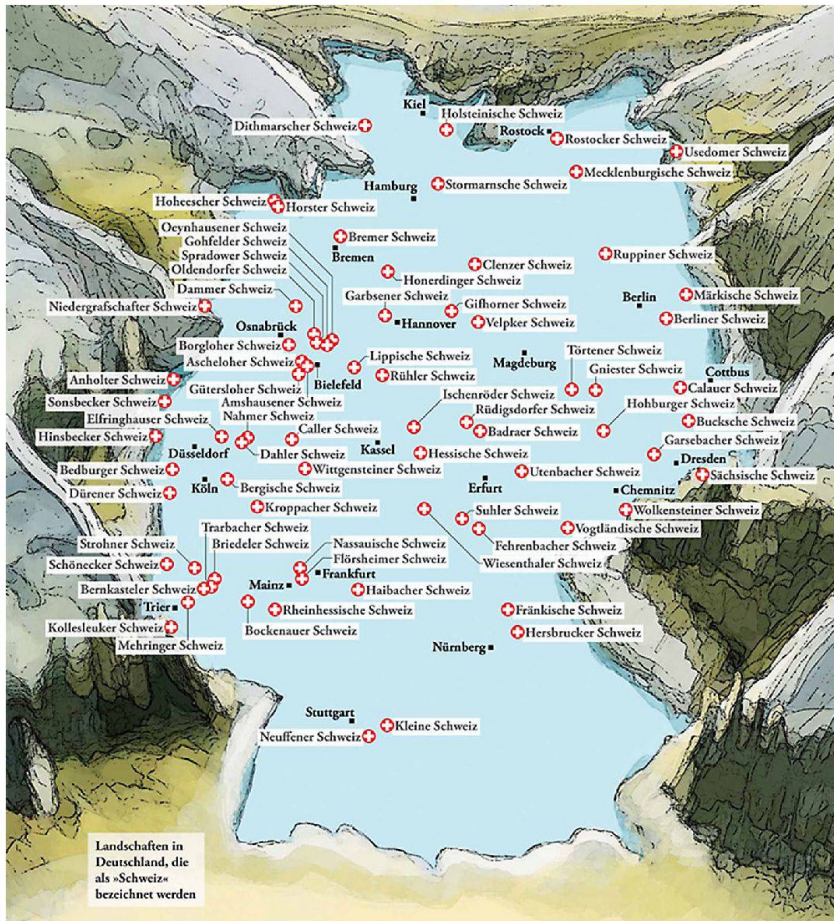 Kiel
Holsteinische Schweiz
Dithmarscher Schweiz
Rostock
Rostocker Schweiz
Usedomer Schweiz
Mecklenburgische Schweiz
Stormarnsche Schweiz
Hamburg
Hoheescher Schweiz
Horster Schweiz
Oeynhausener Schweiz
Gohfelder Schweiz
Spradower Schweiz
Oldendorfer Schweiz
Bremer Schweiz
Bremen
Ruppiner Schweiz
Clenzer Schweiz
Honerdinger Schweiz
Dammer Schweiz
Niedergrafschafter Schweiz
Garbsener Schweiz
Gifhorner Schweiz
Berlin
Märkische Schweiz
Berliner Schweiz
Hannover
Velpker Schweiz
Osnabrück
Borgloher Schweiz
Ascheloher Schweiz
Lippische Schweiz
Magdeburg
Törtener Schweiz
Bielefeld
Rühler Schweiz
Gniester Schweiz
Cottbus
Anholter Schweiz
Gütersloher Schweiz
Calauer Schweiz
Sonsbecker Schweiz
Amshausener Schweiz
Ischenröder Schweiz
Nahmer Schweiz
Rüdigsdorfer Schweiz
Hohburger Schweiz
Elfringhauser Schweiz
Bucksche Schweiz
Caller Schweiz
Badraer Schweiz
Hinsbecker Schweiz
Kassel
Dahler Schweiz
Düsseldorf
Hessische Schweiz
Garsebacher Schweiz
Dresden
Bedburger Schweiz
Wittgensteiner Schweiz
Utenbacher Schweiz
Sächsische Schweiz
Köln
Bergische Schweiz
Erfurt
Chemnitz
Dürener Schweiz
Kroppacher Schweiz
Suhler Schweiz
Wolkensteiner Schweiz
Trarbacher Schweiz
Vogtländische Schweiz
Briedeler Schweiz
Nassauische Schweiz
Fehrenbacher Schweiz
Strohner Schweiz
Flörsheimer Schweiz
Wiesenthaler Schweiz
Schönecker Schweiz
Frankfurt
Mainz
Bernkasteler Schweiz
Haibacher Schweiz
Trier
Rheinhessische Schweiz
Fränkische Schweiz
Kollesleuker Schweiz
Bockenauer Schweiz
Hersbrucker Schweiz
Mehringer Schweiz
Nürnberg
Stuttgart
Kleine Schweiz
Neuffener Schweiz
Landschaften in
Deutschland, die
als »Schweiz«
bezeichnet werden